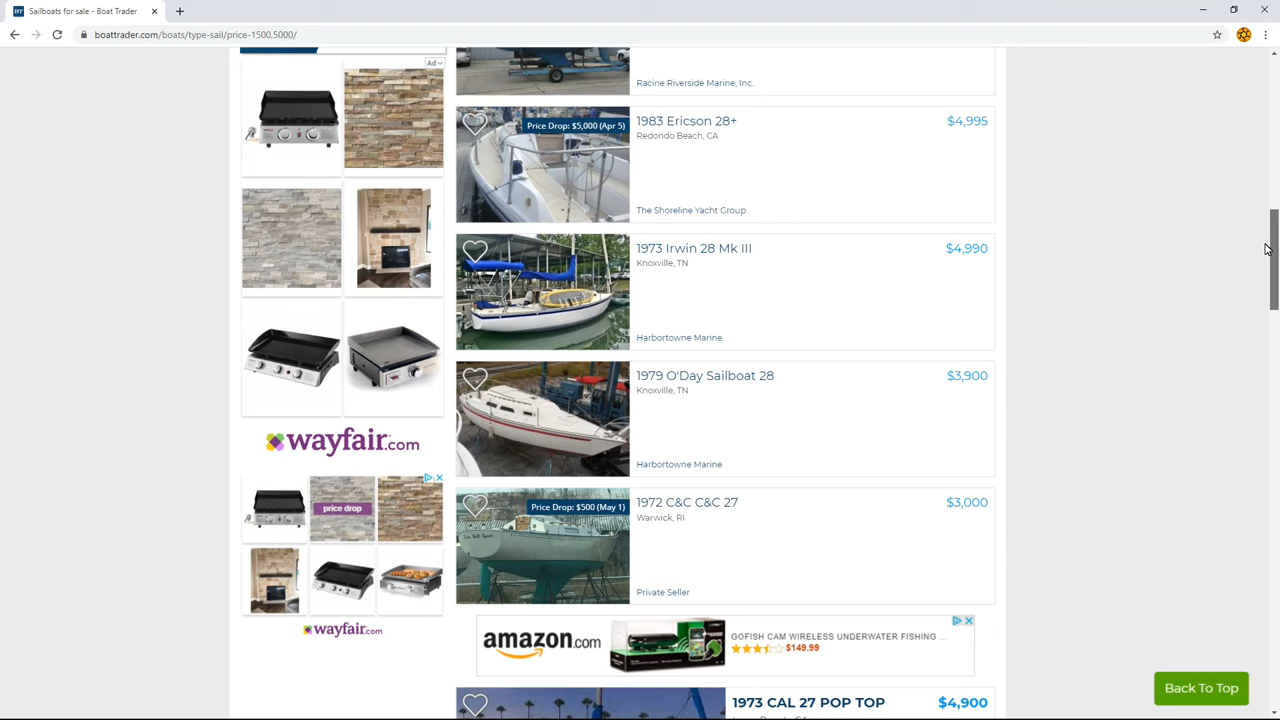 Sailboats for sale - Boat Trader
boattrader.com/boats/type-sail/price-1500,5000/
Ad
Racine Riverside Marine, Inc.
Price Drop: $5,000 (Apr 5)
1983 Ericson 28+
$4,995
Redondo Beach, CA
The Shoreline Yacht Group
1973 Irwin 28 Mk III
$4,990
Knoxville, TN
Harbortowne Marine
1979 O'Day Sailboat 28
$3,900
Knoxville, TN
Harbortowne Marine
wayfair.com
price drop
wayfair.com
Price Drop: $500 (May 1)
1972 C&C C&C 27
$3,000
Warwick, RI
Private Seller
amazon.com
GOFISH CAM WIRELESS UNDERWATER FISHING ...
$149.99
1973 CAL 27 POP TOP
$4,900
Back To Top